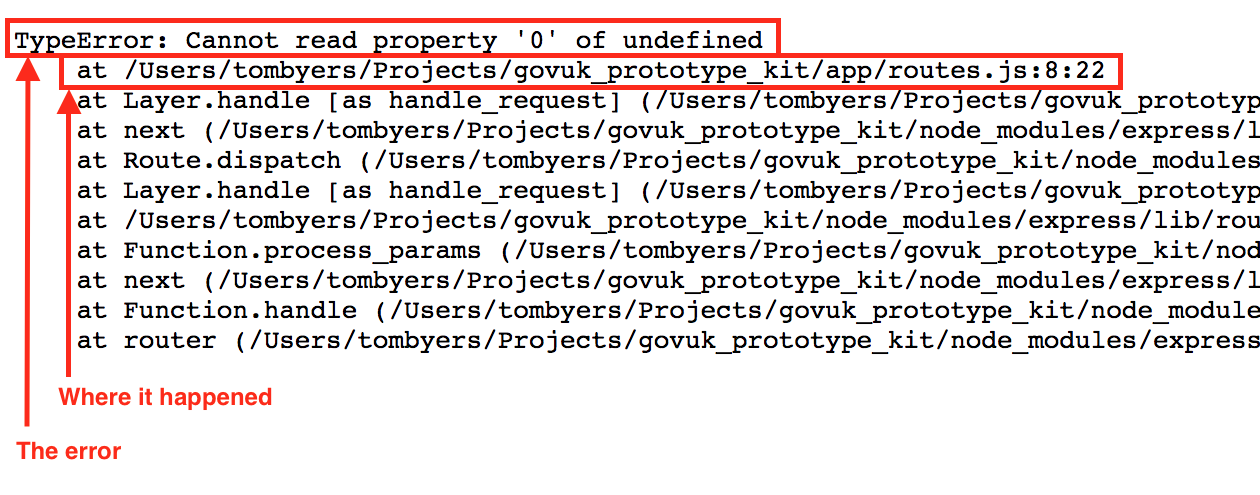 TypeError: Cannot read property '0' of undefined
at /Users/tombyers/Projects/govuk_prototype_kit/app/routes.js:8:22
at Layer.handle [as handle_request] (/Users/tombyers/Projects/govuk_prototyp
at next (/Users/tombyers/Projects/govuk_prototype_kit/node_modules/express/l
at Route.dispatch (/Users/tombyers/Projects/govuk_prototype_kit/node_modules
at Layer.handle [as handle_request] (/Users/tombyers/Projects/govuk_prototyp
at /Users/tombyers/Projects/govuk_prototype_kit/node_modules/express/lib/rou
at Function.process_params (/Users/tombyers/Projects/govuk_prototype_kit/nod
at next (/Users/tombyers/Projects/govuk_prototype_kit/node_modules/express/l
at Function.handle (/Users/tombyers/Projects/govuk_prototype_kit/node_module
at router (/Users/tombyers/Projects/govuk_prototype_kit/node_modules/express
Where it happened
The error